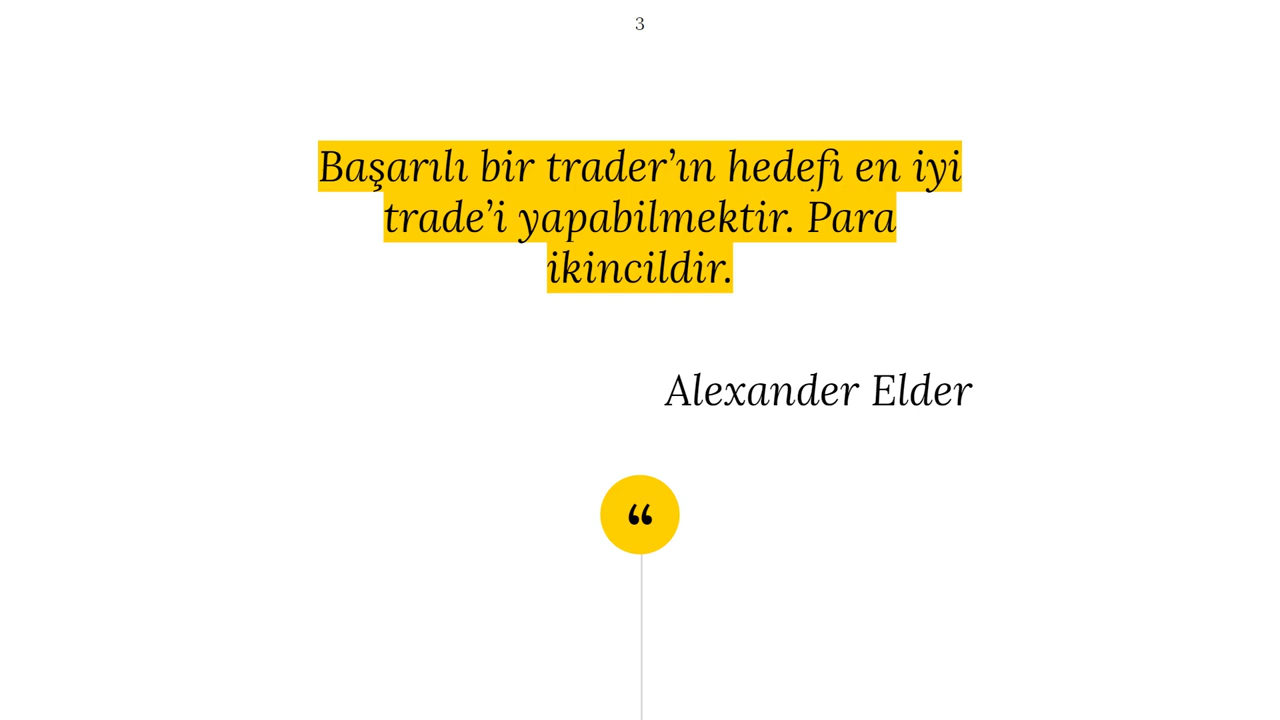 3
Başarılı bir trader’ın hedefi en iyi
trade’i yapabilmektir. Para
ikincildir.
Alexander Elder
“